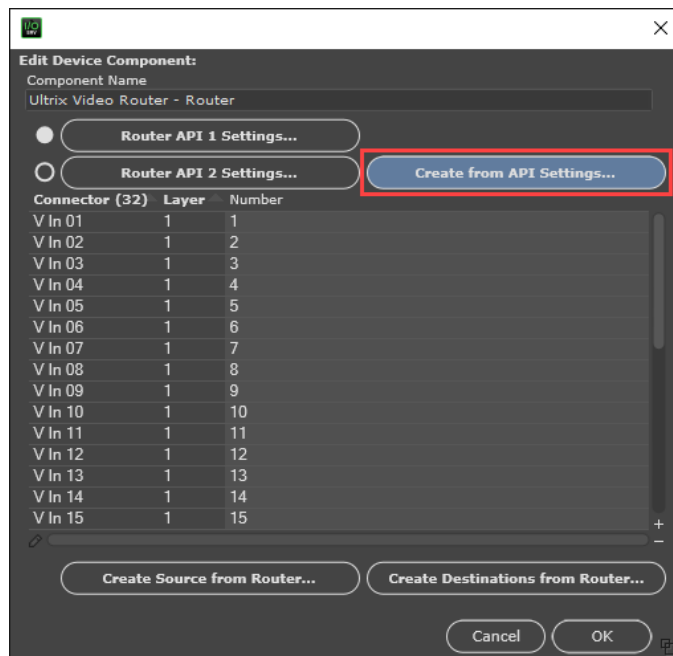 I/O
SRV
Edit Device Component:
Component Name
Ultrix Video Router - Router
Router API 1 Settings...
Router API 2 Settings... Create from API Settings...
Connector (32) Layer Number
V In 01 1 1
V In 02 1 2
V In 03 1 3
V In 04 1 4
V In 05 1 5
V In 06 1 6
V In 07 1 7
V In 08 1 8
V In 09 1 9
V In 10 1 10
V In 11 1 11
V In 12 1 12
V In 13 1 13
V In 14 1 14
V In 15 1 15
Create Source from Router... Create Destinations from Router...
Cancel OK